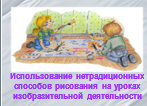 Использование нетрадиционных
способов рисования на уроках
изобразительной деятельности